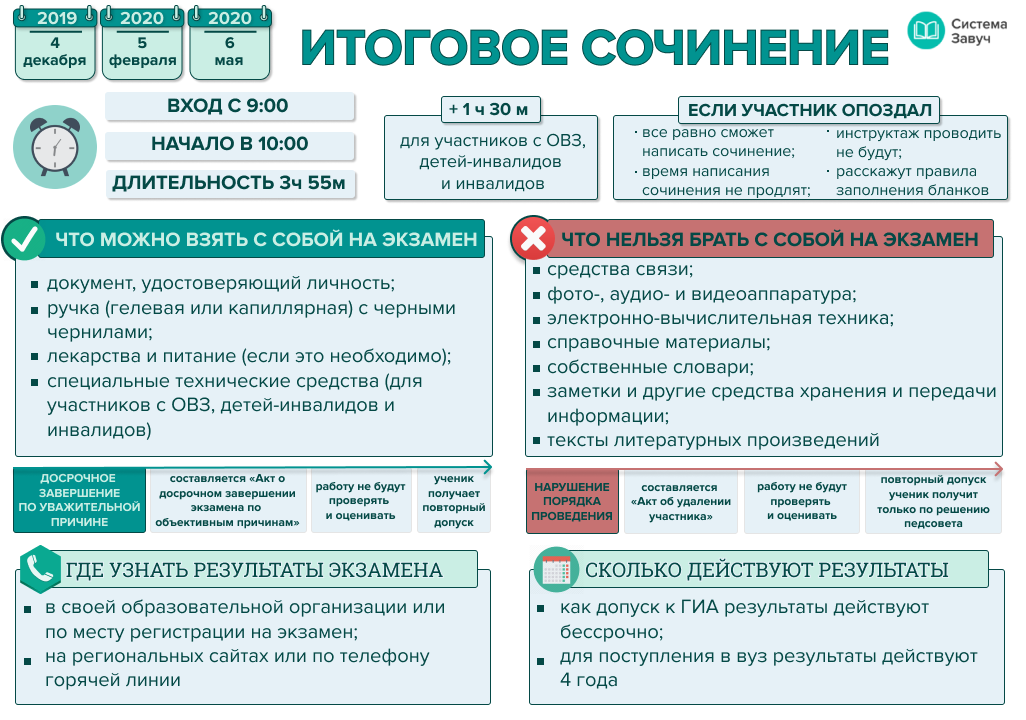 2019
4
декабря
2020
5
февраля
2020
6
мая
ИТОГОВОЕ СОЧИНЕНИЕ
Система
Завуч
ВХОД С 9:00
НАЧАЛО В 10:00
ДЛИТЕЛЬНОСТЬ 3ч 55м
+ 1 ч 30 м
для участников с ОВЗ,
детей-инвалидов
и инвалидов
ЕСЛИ УЧАСТНИК ОПОЗДАЛ
· все равно сможет
написать сочинение;
· время написания
сочинения не продлят;
· инструктаж проводить
не будут;
· расскажут правила
заполнения бланков
ЧТО МОЖНО ВЗЯТЬ С СОБОЙ НА ЭКЗАМЕН
▪ документ, удостоверяющий личность;
▪ ручка (гелевая или капиллярная) с черными
чернилами;
▪ лекарства и питание (если это необходимо);
▪ специальные технические средства (для
участников с ОВЗ, детей-инвалидов и
инвалидов)
ЧТО НЕЛЬЗЯ БРАТЬ С СОБОЙ НА ЭКЗАМЕН
▪ средства связи;
▪ фото-, аудио- и видеоаппаратура;
▪ электронно-вычислительная техника;
▪ справочные материалы;
▪ собственные словари;
▪ заметки и другие средства хранения и передачи
информации;
▪ тексты литературных произведений
ДОСРОЧНОЕ
ЗАВЕРШЕНИЕ
ПО УВАЖИТЕЛЬНОЙ
ПРИЧИНЕ
составляется «Акт о
досрочном завершении
экзамена по
объективным причинам»
работу не будут
проверять
и оценивать
ученик
получает
повторный
допуск
НАРУШЕНИЕ
ПОРЯДКА
ПРОВЕДЕНИЯ
составляется
«Акт об удалении
участника»
работу не будут
проверять
и оценивать
повторный допуск
ученик получит
только по решению
педсовета
ГДЕ УЗНАТЬ РЕЗУЛЬТАТЫ ЭКЗАМЕНА
▪ в своей образовательной организации или
по месту регистрации на экзамен;
▪ на региональных сайтах или по телефону
горячей линии
СКОЛЬКО ДЕЙСТВУЮТ РЕЗУЛЬТАТЫ
▪ как допуск к ГИА результаты действуют
бессрочно;
▪ для поступления в вуз результаты действуют
4 года